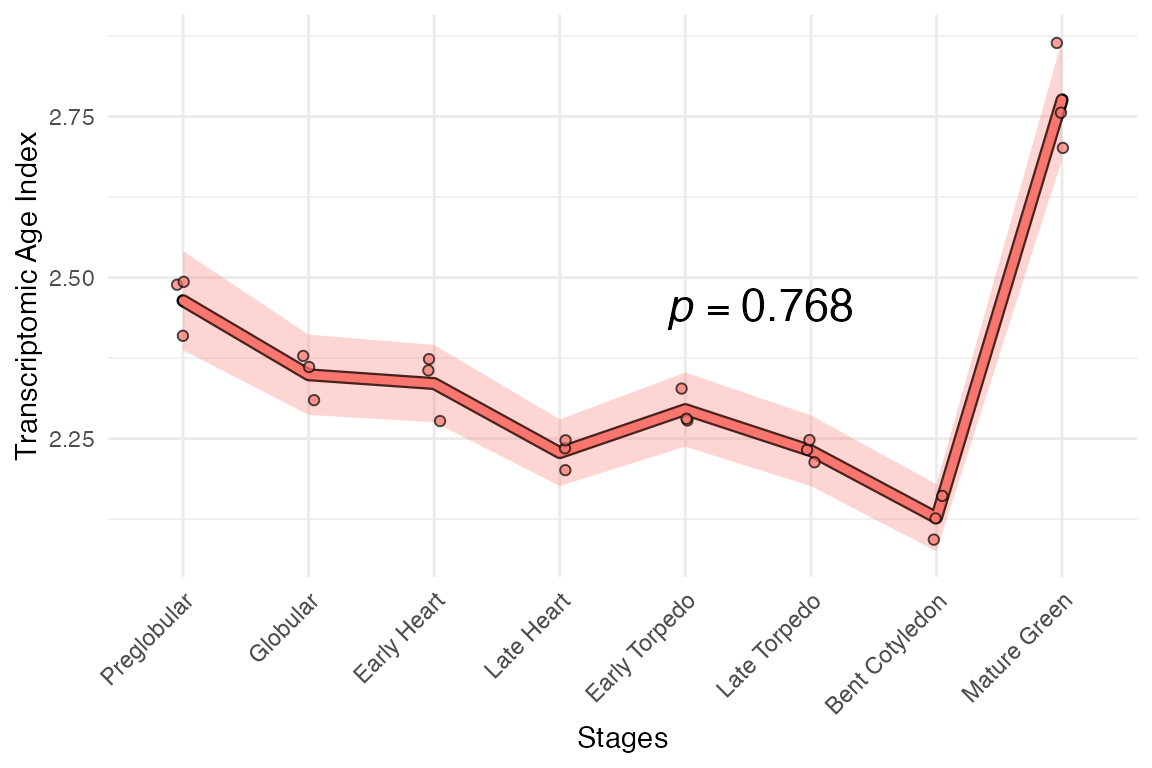 Transcriptomic Age Index
2.75
2.50
2.25
p = 0.768
Preglobular
Globular
Early Heart
Late Heart
Early Torpedo
Late Torpedo
Bent Cotyledon
Mature Green
Stages